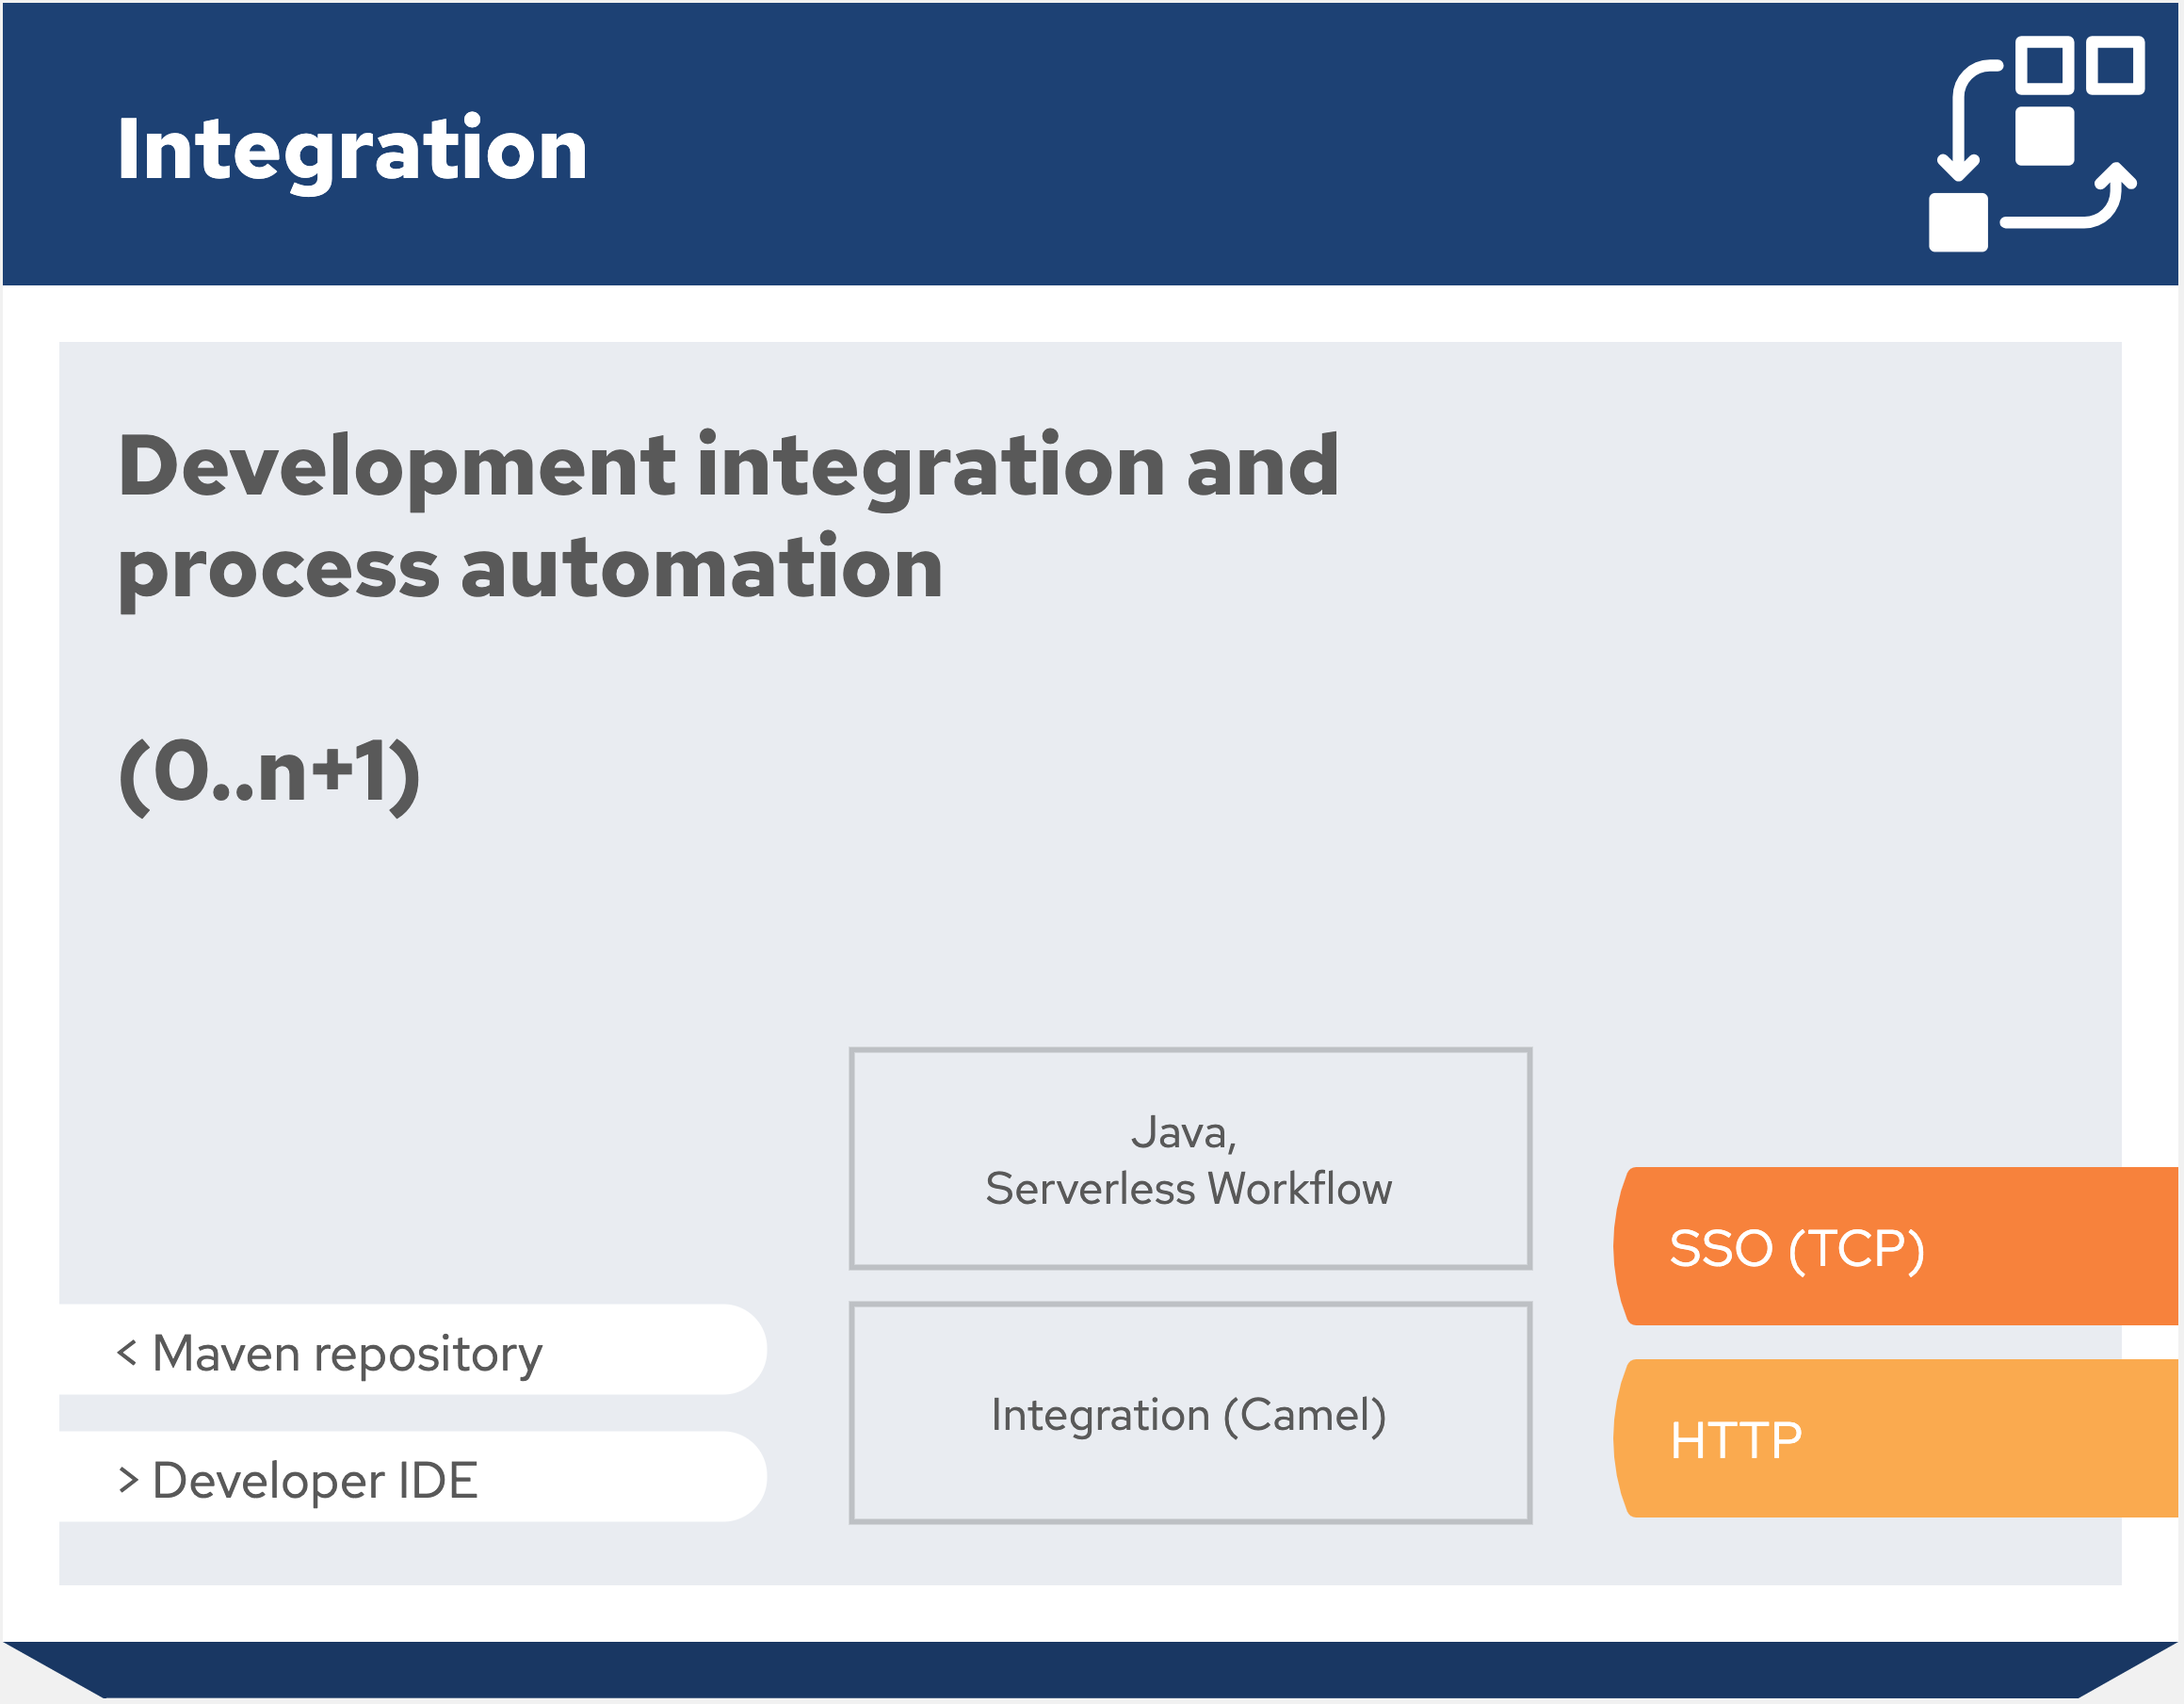 Integration
Development integration and
process automation
(0..n+1)
Java,
Serverless Workflow
SSO (TCP)
< Maven repository
Integration (Camel)
HTTP
> Developer IDE